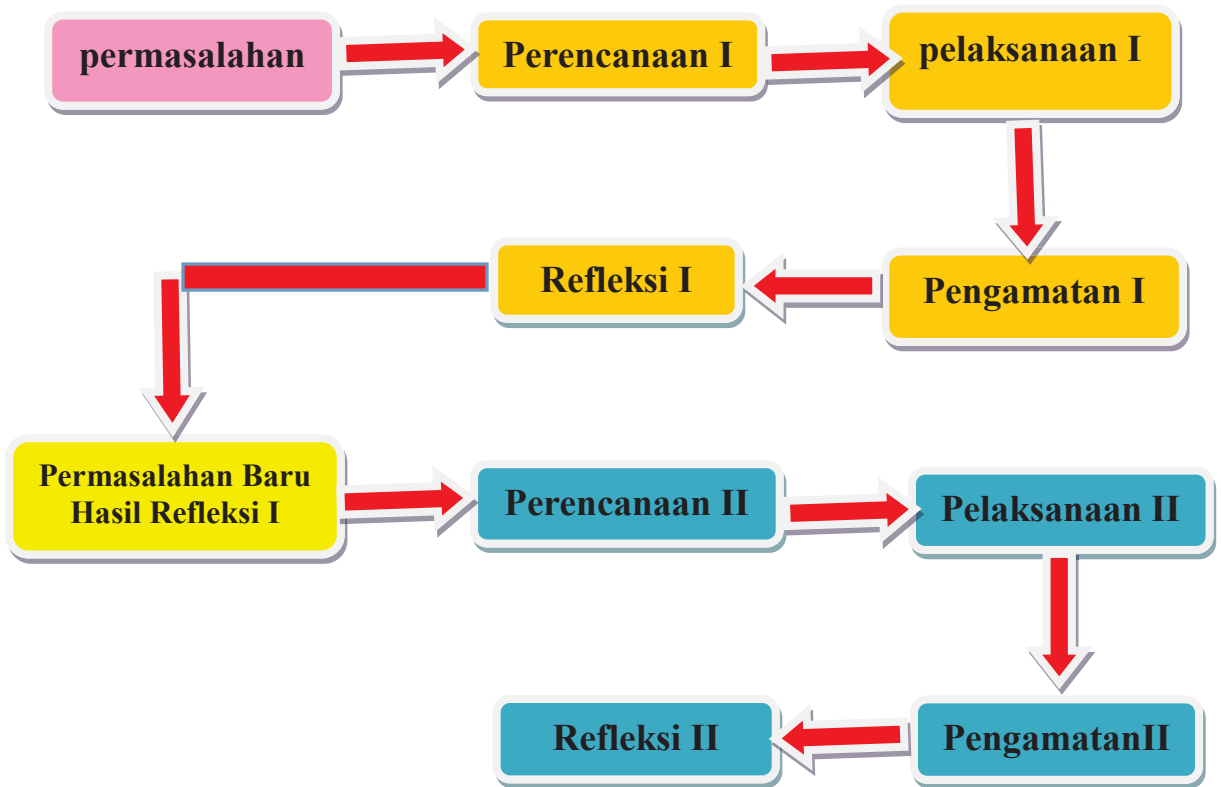 permasalahan
Perencanaan I
pelaksanaan I
Refleksi I
Pengamatan I
Permasalahan Baru
Hasil Refleksi I
Perencanaan II
Pelaksanaan II
Refleksi II
PengamatanII